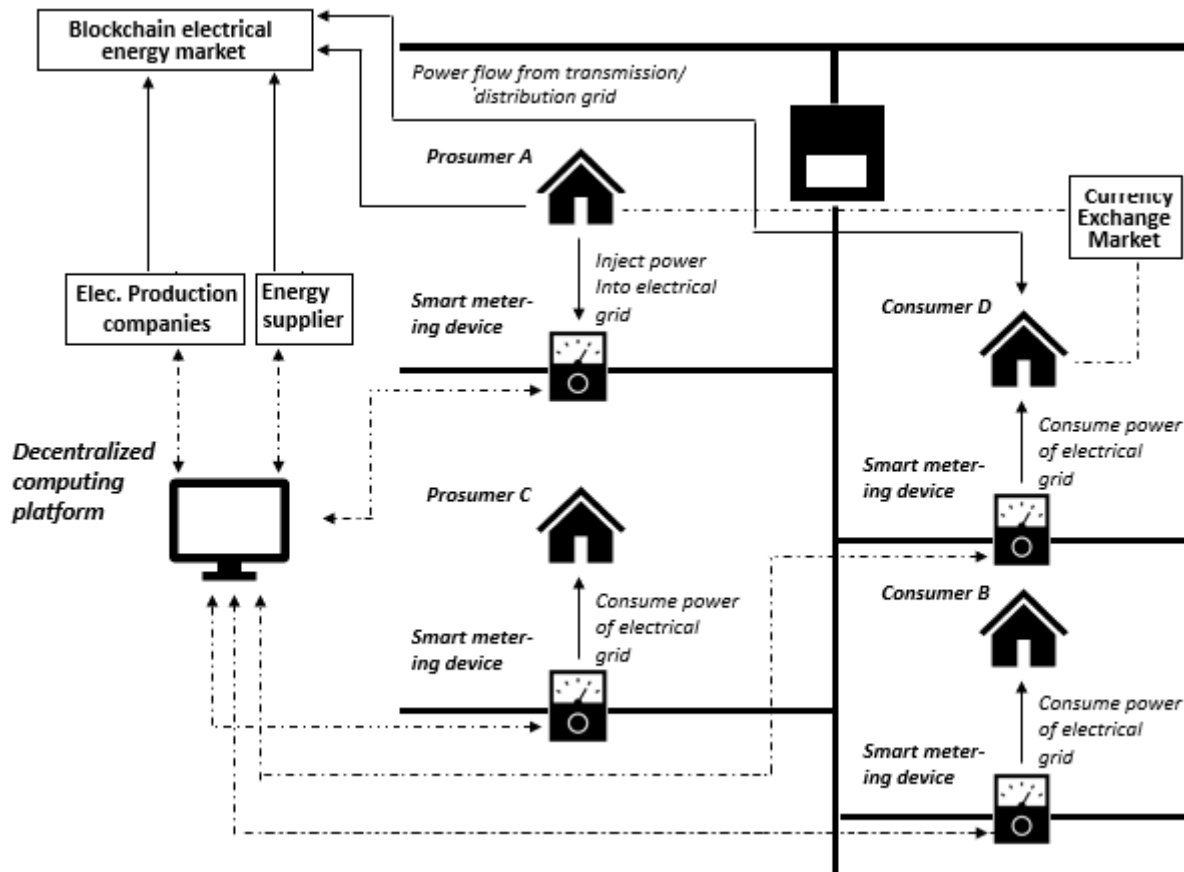 Blockchain electrical
energy market
Power flow from transmission/
distribution grid
Prosumer A
Currency
Exchange
Market
Inject power
Into electrical
grid
Elec. Production
companies
Energy
supplier
Smart meter-
ing device
Consumer D
Decentralized
computing
platform
Prosumer C
Consume power
of electrical
grid
Smart meter-
ing device
Consumer B
Consume power
of electrical
grid
Smart meter-
ing device
Consume power
of electrical
grid
Smart meter-
ing device